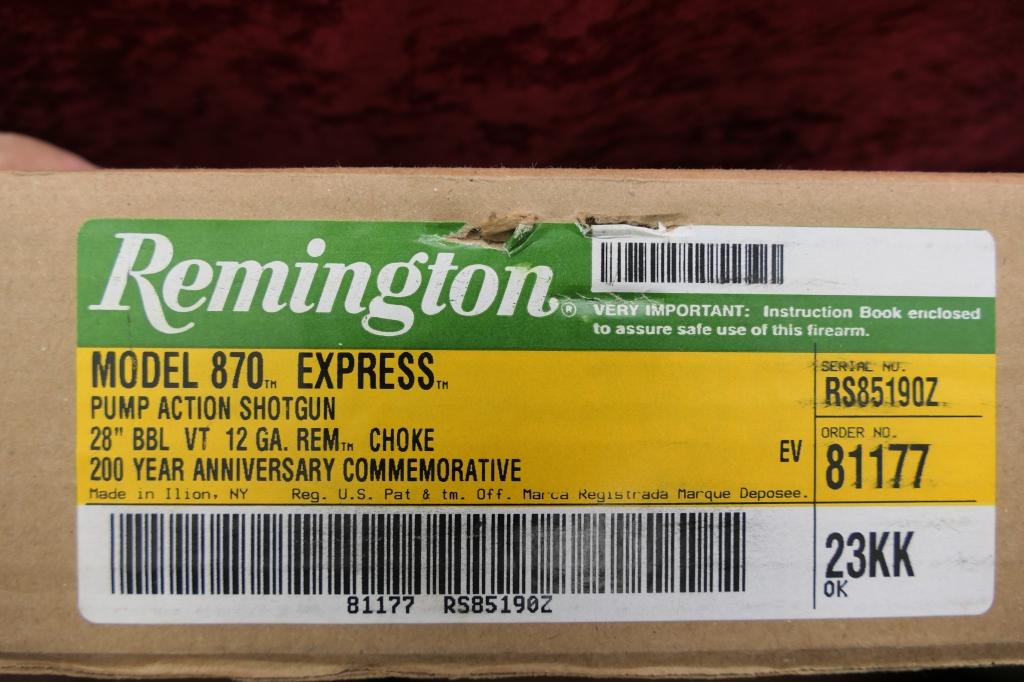 Remington®
VERY IMPORTANT: Instruction Book enclosed
to assure safe use of this firearm.
MODEL 870™ EXPRESS™
PUMP ACTION SHOTGUN
28" BBL VT 12 GA. REM™ CHOKE
200 YEAR ANNIVERSARY COMMEMORATIVE
EV
Made in Ilion, NY Reg. U.S. Pat & tm. Off. Marca Registrada Marque Deposee.
SERIAL NO.
RS85190Z
ORDER NO.
81177
23KK
OK
81177 RS85190Z